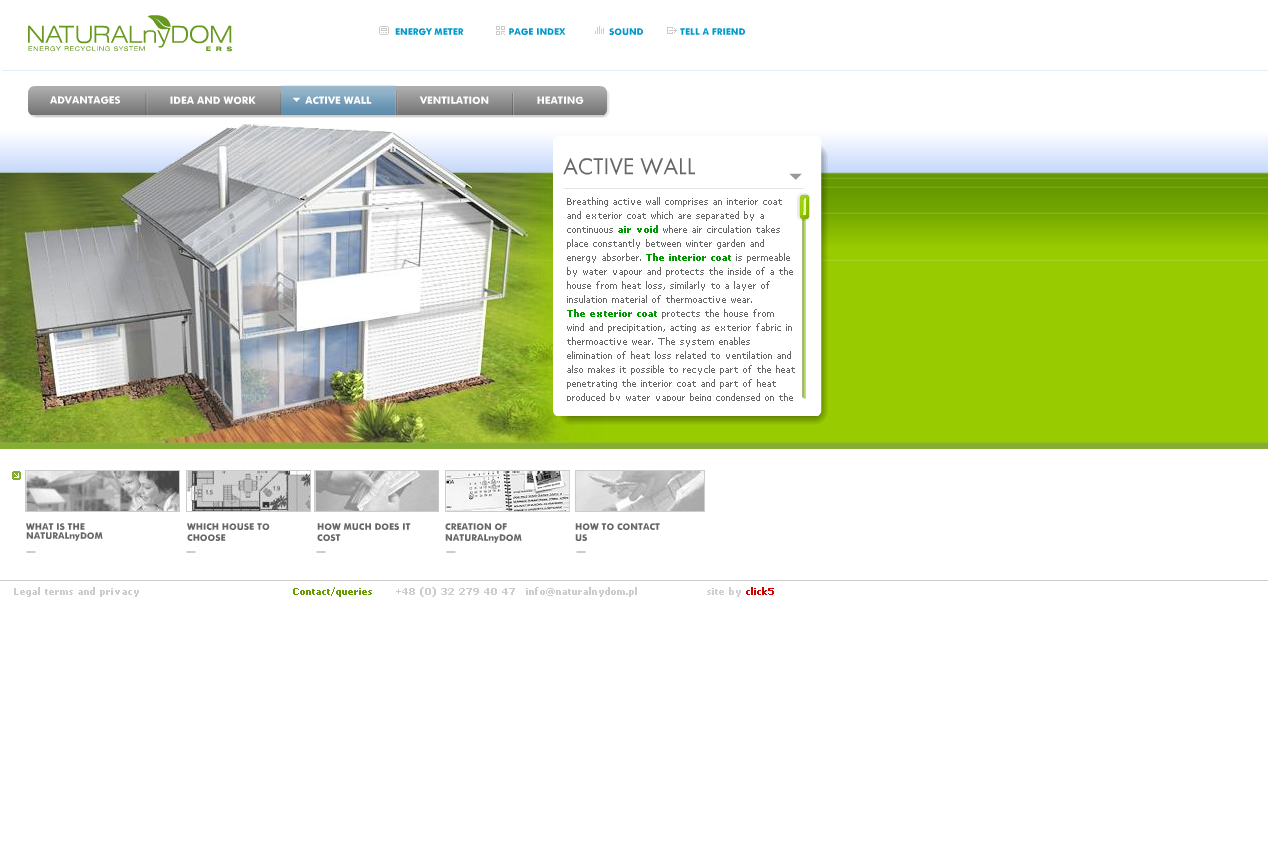 NATURALnyDOM
ENERGY RECYCLING SYSTEM
ERS
ENERGY METER
PAGE INDEX
SOUND
TELL A FRIEND
ADVANTAGES
IDEA AND WORK
ACTIVE WALL
VENTILATION
HEATING
ACTIVE WALL
Breathing active wall comprises an interior coat
and exterior coat which are separated by a
continuous air void where air circulation takes
place constantly between winter garden and
energy absorber. The interior coat is permeable
by water vapour and protects the inside of a the
house from heat loss, similarly to a layer of
insulation material of thermoactive wear.
The exterior coat protects the house from
wind and precipitation, acting as exterior fabric in
thermoactive wear. The system enables
elimination of heat loss related to ventilation and
also makes it possible to recycle part of the heat
penetrating the interior coat and part of heat
produced by water vapour being condensed on the
WHAT IS THE
NATURALnyDOM
WHICH HOUSE TO
CHOOSE
HOW MUCH DOES IT
COST
CREATION OF
NATURALnyDOM
HOW TO CONTACT
US
Legal terms and privacy
Contact/queries
+48 (0) 32 279 40 47
info@naturalnydom.pl
site by click5